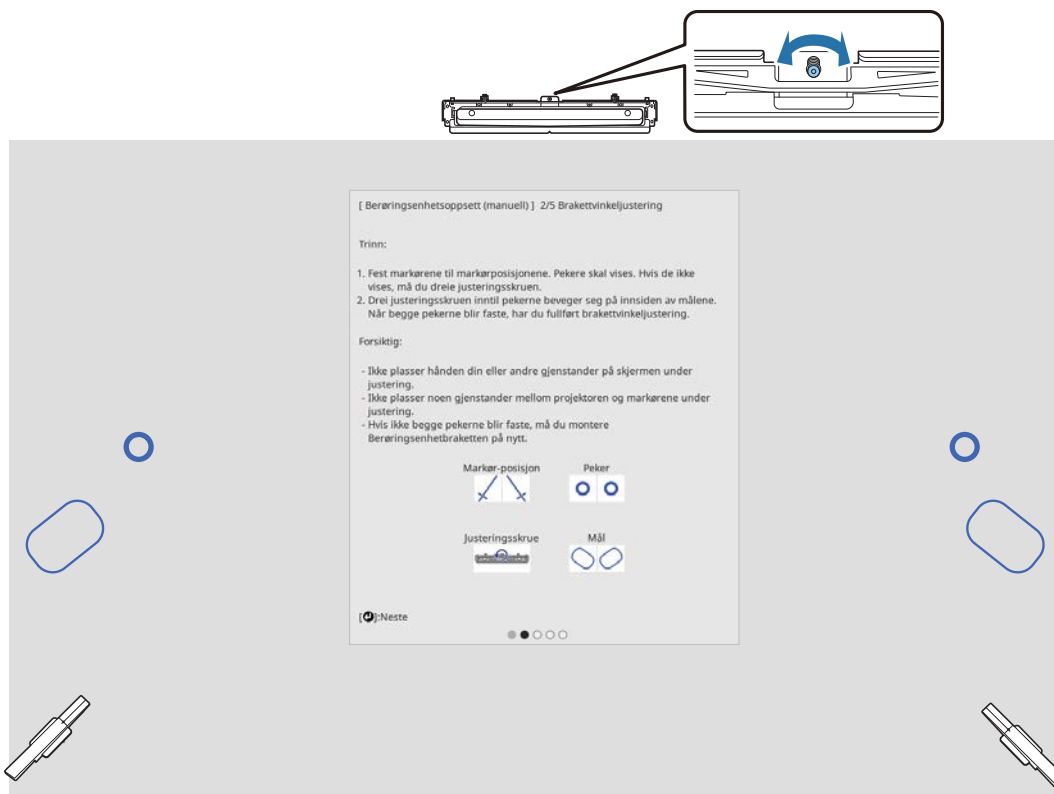 [ Berøringsenhetsoppsett (manuell) ] 2/5 Brakettvinkeljustering
Trinn:
1. Fest markørene til markørposisjonene. Pekere skal vises. Hvis de ikke
vises, må du dreie justeringsskruen.
2. Drei justeringsskruen inntil pekerne beveger seg på innsiden av målene.
Når begge pekerne blir faste, har du fullført brakettvinkeljustering.
Forsiktig:
- Ikke plasser hånden din eller andre gjenstander på skjermen under
justering.
- Ikke plasser noen gjenstander mellom projektoren og markørene under
justering.
- Hvis ikke begge pekerne blir faste, må du montere
Berøringsenhetbraketten på nytt.
Markør-posisjon Peker
Justeringsskrue Mål
[ ]:Neste